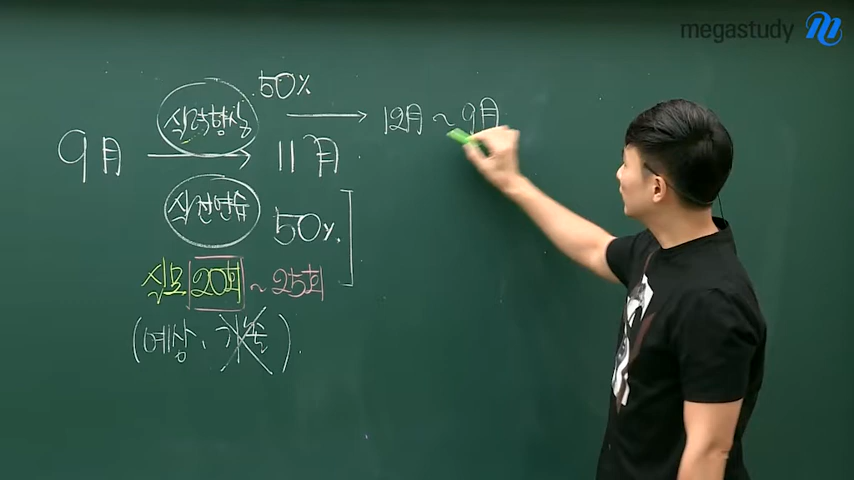 megastudy
50%
실력향상
→ 12月 ~ 9月
9月 → 11月
실전연습
50%
실모 20회 ~ 25회
(예상, 기출)